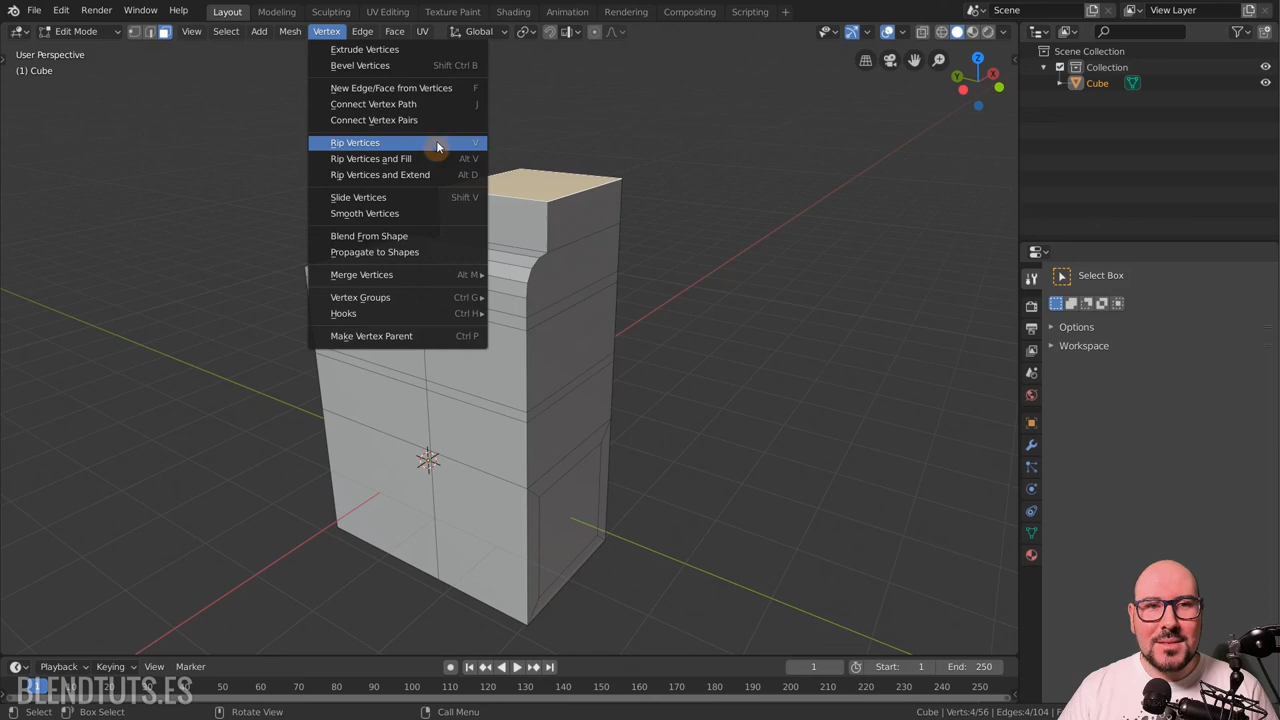 File Edit Render Window Help Layout Modeling Sculpting UV Editing Texture Paint Shading Animation Rendering Compositing Scripting + Scene View Layer
Edit Mode View Select Add Mesh Vertex Edge Face UV Global
User Perspective
(1) Cube
Extrude Vertices
Bevel Vertices Shift Ctrl B
New Edge/Face from Vertices F
Connect Vertex Path J
Connect Vertex Pairs
Rip Vertices V
Rip Vertices and Fill Alt V
Rip Vertices and Extend Alt D
Slide Vertices Shift V
Smooth Vertices
Blend From Shape
Propagate to Shapes
Merge Vertices Alt M
Vertex Groups Ctrl G
Hooks Ctrl H
Make Vertex Parent Ctrl P
Z
X
Y
Scene Collection
Collection
Cube
Select Box
Options
Workspace
Playback Keying View Marker 1 Start: 1 End: 250
1 50 60 70 80 90 100 110 120 130 140 150 160 170 180 190 200 210 220 230 240 250
BLENDTUTS.ES
Select Box Select Rotate View Call Menu Cube | Verts:4/56 | Edges:4/104 | F